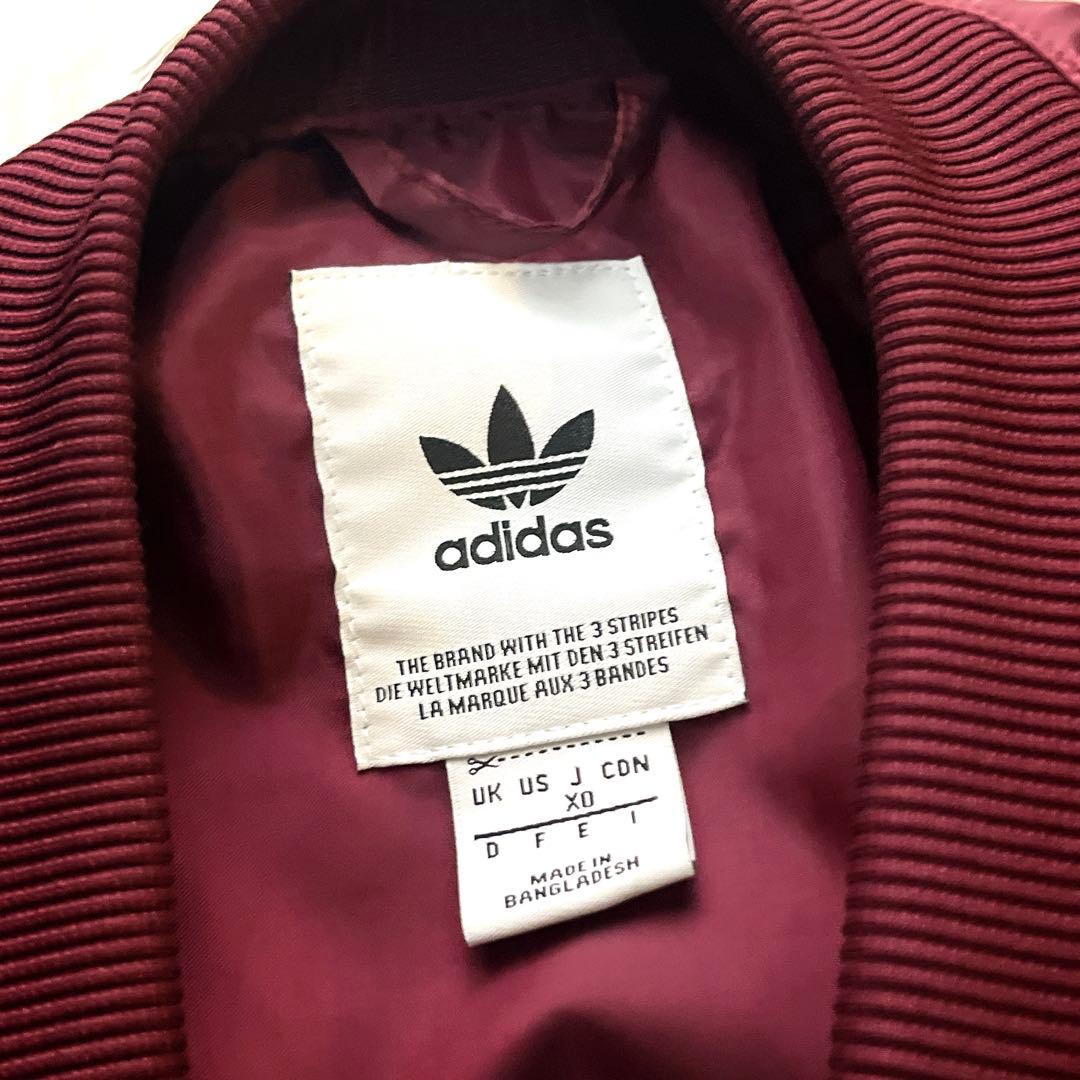 adidas
THE BRAND WITH THE 3 STRIPES
DIE WELTMARKE MIT DEN 3 STREIFEN
LA MARQUE AUX 3 BANDES
UK US J CDN
XO
D F E I
MADE IN
BANGLADESH